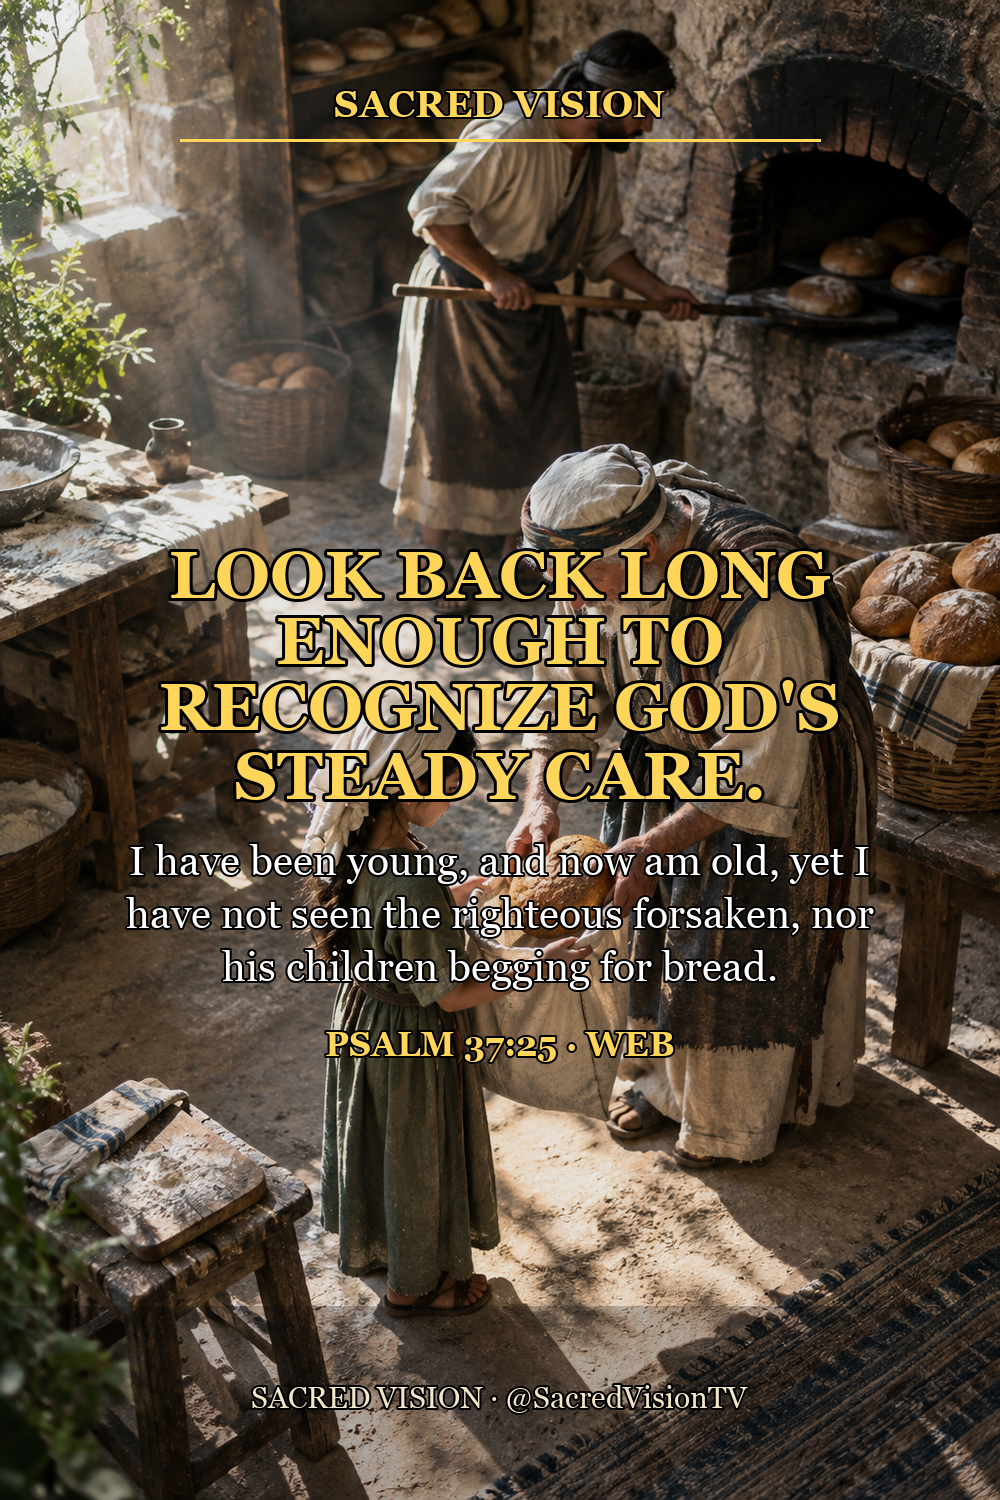 SACRED VISION
LOOK BACK LONG
ENOUGH TO
RECOGNIZE GOD'S
STEADY CARE.
I have been young, and now am old, yet I
have not seen the righteous forsaken, nor
his children begging for bread.
PSALM 37:25 · WEB
SACRED VISION · @SacredVisionTV